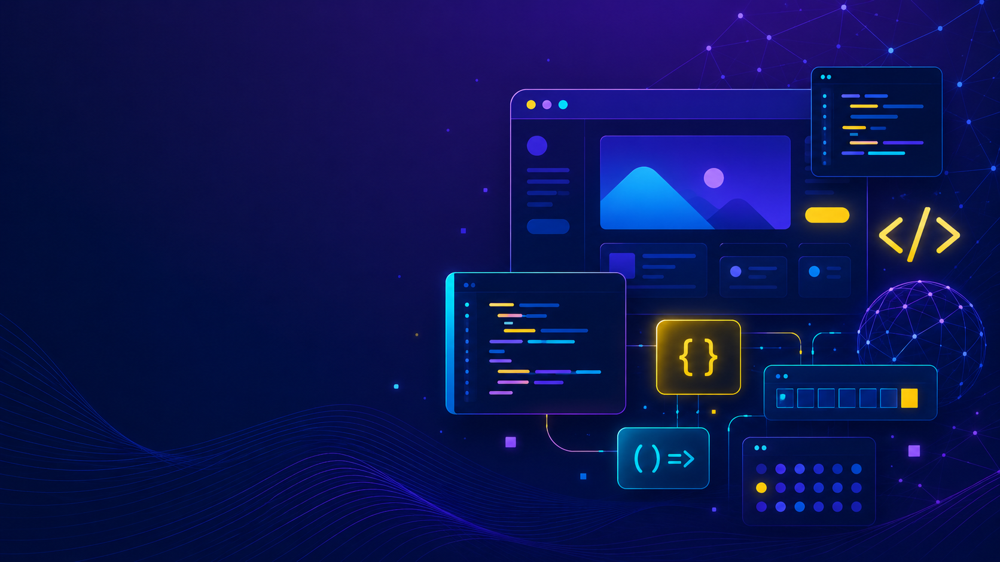 </>
{}
()=>